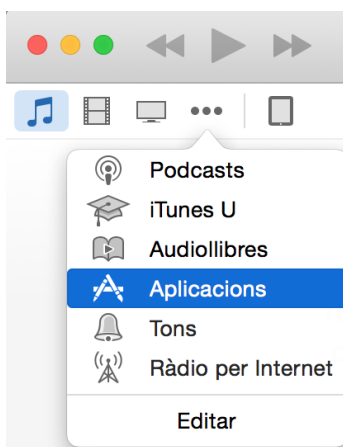 Podcasts
iTunes U
Audiollibres
Aplicacions
Tons
Ràdio per Internet
Editar